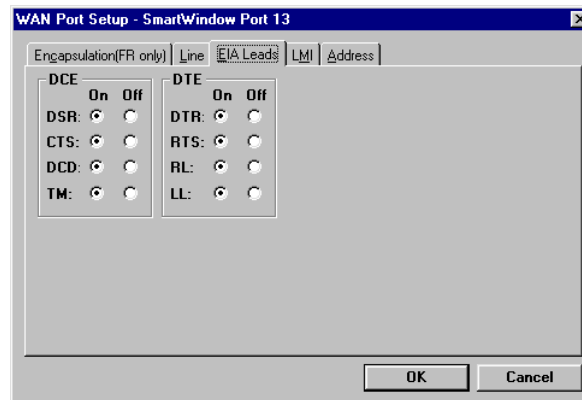 WAN Port Setup - SmartWindow Port 13
Encapsulation(FR only) Line EIA Leads LMI Address
DCE DTE
On Off On Off
DSR: DTR:
CTS: RTS:
DCD: RL:
TM: LL:
OK Cancel